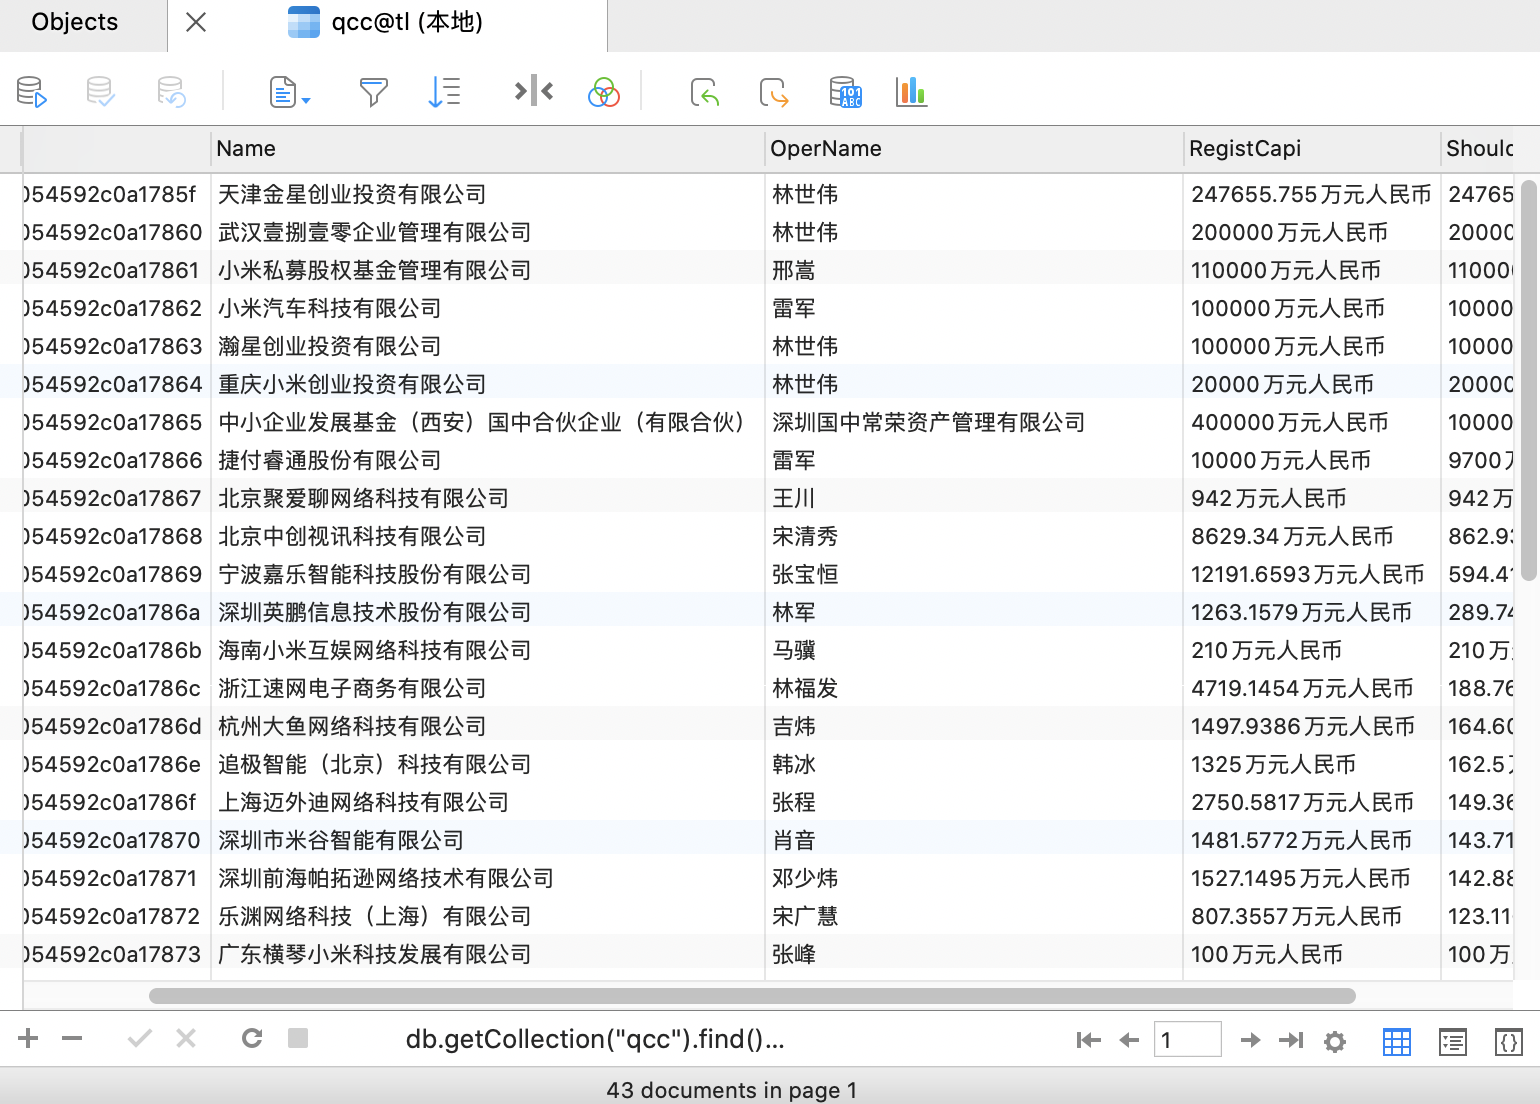 Objects
qcc@tl (本地)
Name OperName RegistCapi
054592c0a1785f 天津金星创业投资有限公司 林世伟 247655.755万元人民币 24765
054592c0a17860 武汉壹捌壹零企业管理有限公司 林世伟 200000万元人民币 20000
054592c0a17861 小米私募股权基金管理有限公司 邢嵩 110000万元人民币 11000
054592c0a17862 小米汽车科技有限公司 雷军 100000万元人民币 10000
054592c0a17863 瀚星创业投资有限公司 林世伟 100000万元人民币 10000
054592c0a17864 重庆小米创业投资有限公司 林世伟 20000万元人民币 20000
054592c0a17865 中小企业发展基金（西安）国中合伙企业（有限合伙） 深圳国中常荣资产管理有限公司 400000万元人民币 10000
054592c0a17866 捷付睿通股份有限公司 雷军 10000万元人民币 9700
054592c0a17867 北京聚爱聊网络科技有限公司 王川 942万元人民币 942万
054592c0a17868 北京中创视讯科技有限公司 宋清秀 8629.34万元人民币 862.9
054592c0a17869 宁波嘉乐智能科技股份有限公司 张宝恒 12191.6593万元人民币 594.4
054592c0a1786a 深圳英鹏信息技术股份有限公司 林军 1263.1579万元人民币 289.74
054592c0a1786b 海南小米互娱网络科技有限公司 马骥 210万元人民币 210万
054592c0a1786c 浙江速网电子商务有限公司 林福发 4719.1454万元人民币 188.76
054592c0a1786d 杭州大鱼网络科技有限公司 吉炜 1497.9386万元人民币 164.60
054592c0a1786e 追极智能（北京）科技有限公司 韩冰 1325万元人民币 162.5
054592c0a1786f 上海迈外迪网络科技有限公司 张程 2750.5817万元人民币 149.36
054592c0a17870 深圳市米谷智能有限公司 肖音 1481.5772万元人民币 143.71
054592c0a17871 深圳前海帕拓逊网络技术有限公司 邓少炜 1527.1495万元人民币 142.88
054592c0a17872 乐渊网络科技（上海）有限公司 宋广慧 807.3557万元人民币 123.11
054592c0a17873 广东横琴小米科技发展有限公司 张峰 100万元人民币 100万
db.getCollection("qcc").find()... 1
43 documents in page 1